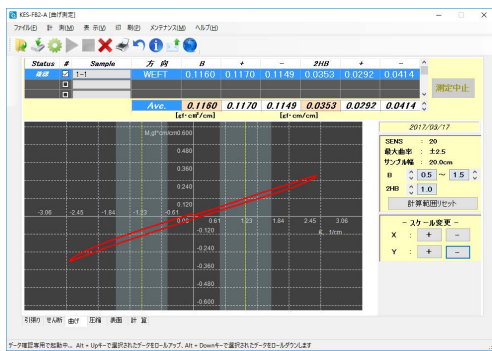 KES-FB2-A [曲げ測定]
ファイル(F) 計 測(M) 表 示(V) 印 刷(P) メンテナンス(M) ヘルプ(H)
Status # Sample 方 向 B + - 2HB + -
確認 1-1 WEFT 0.1160 0.1170 0.1149 0.0353 0.0292 0.0414
測定中止
Ave. 0.1160 0.1170 0.1149 0.0353 0.0292 0.0414
[gf・cm²/cm] [gf・cm/cm]
2017/03/17
SENS : 20
最大曲率 : ±2.5
サンプル幅 : 20.0cm
B 0.5 ～ 1.5
2HB 1.0
計算範囲リセット
－ スケール変更 －
X : + -
Y : + -
M,gf*cm/cm 0.600
0.480
0.360
0.240
0.120
-3.06 -2.45 -1.84 -1.23 -0.61 0.00 0.61 1.23 1.84 2.45 3.06
-0.120 K, 1/cm
-0.240
-0.360
-0.480
-0.600
引張り せん断 曲げ 圧縮 表面 計 算
データ確認専用で起動中... Alt + Upキーで選択されたデータをロールアップ、Alt + Downキーで選択されたデータをロールダウンします